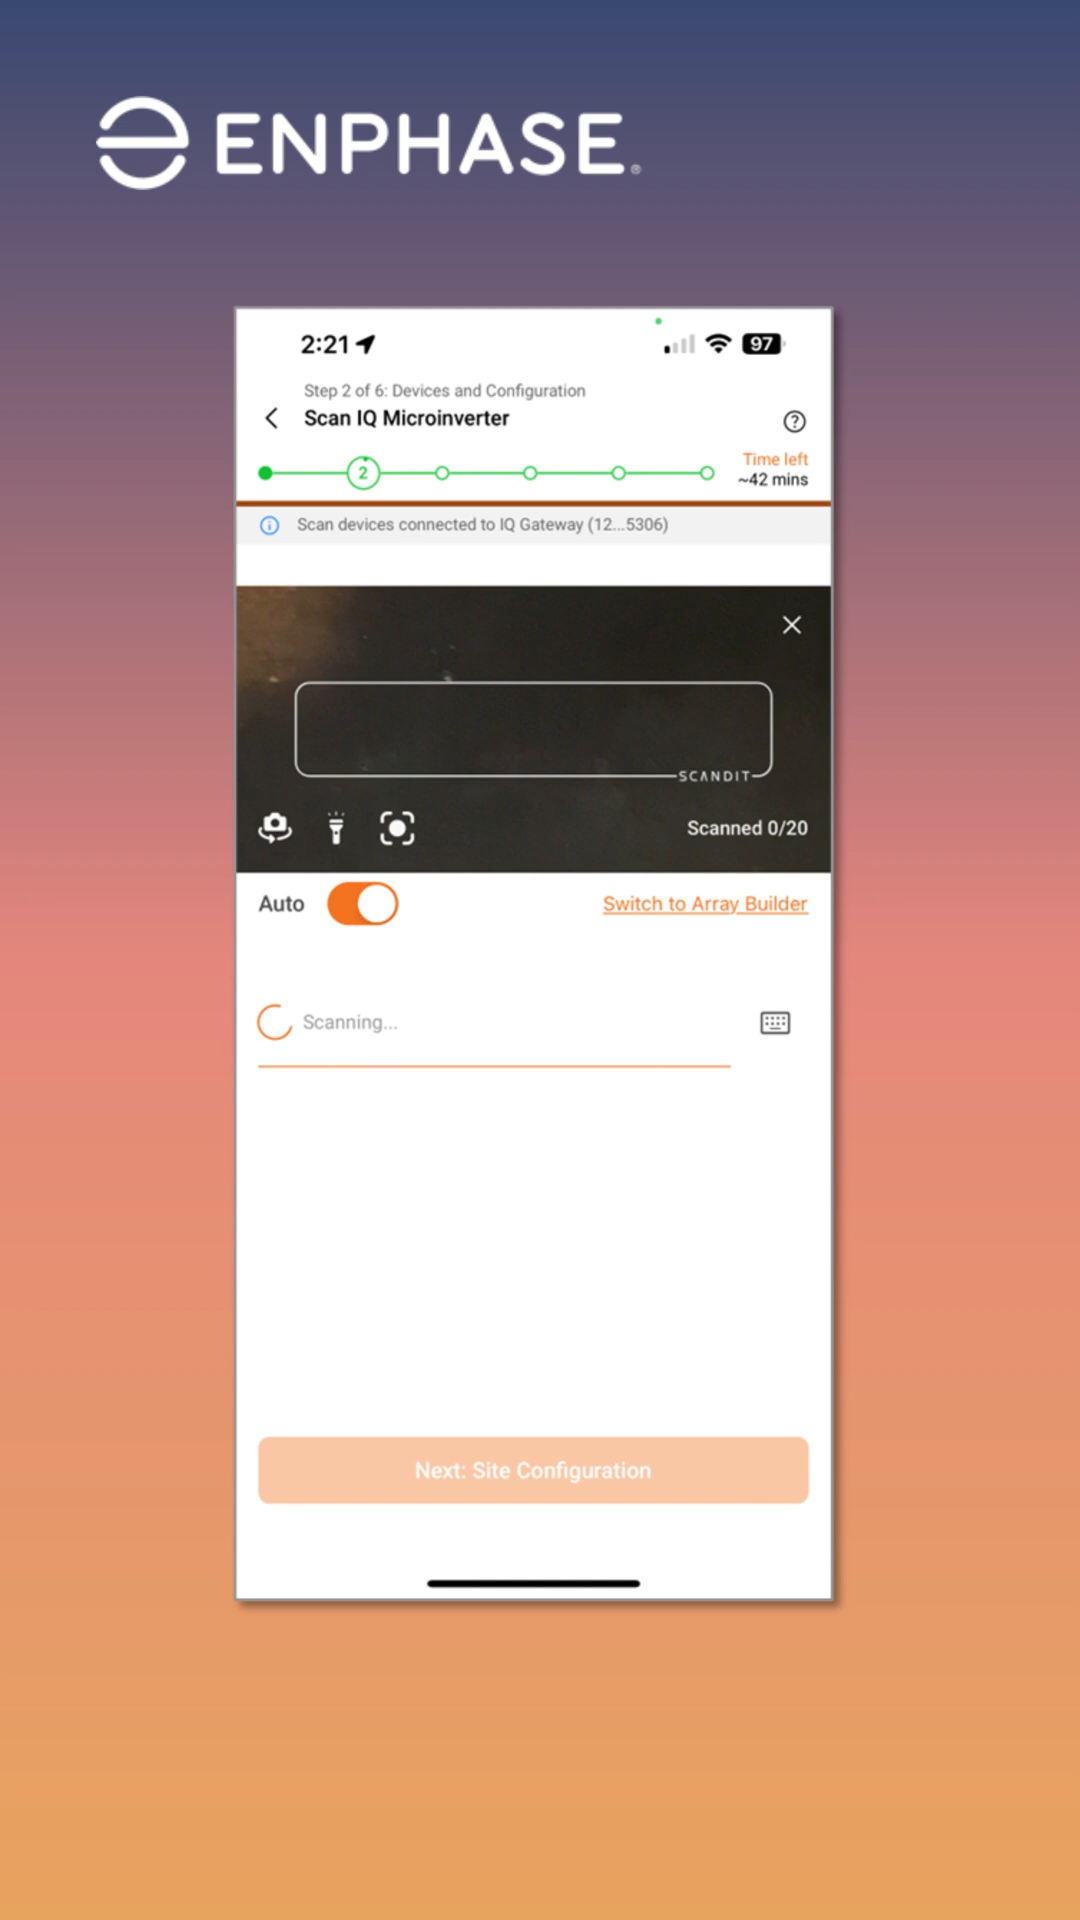 ENPHASE®
2:21
97
Step 2 of 6: Devices and Configuration
Scan IQ Microinverter
2
Time left
~42 mins
Scan devices connected to IQ Gateway (12...5306)
SCANDIT
Scanned 0/20
Auto
Switch to Array Builder
Scanning...
Next: Site Configuration